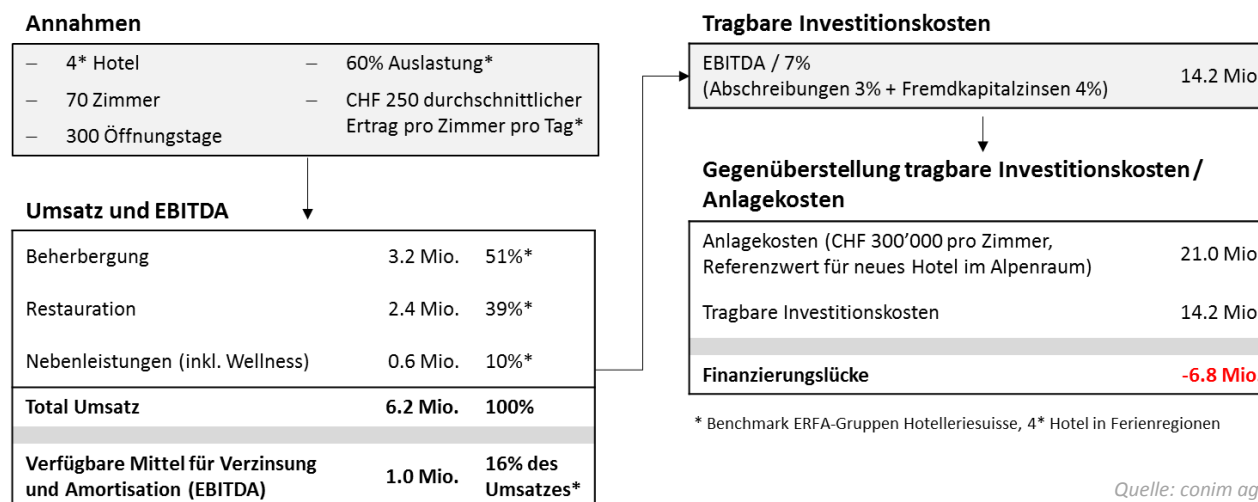 Annahmen
– 4* Hotel
– 70 Zimmer
– 300 Öffnungstage
– 60% Auslastung*
– CHF 250 durchschnittlicher
Ertrag pro Zimmer pro Tag*
Umsatz und EBITDA
Beherbergung 3.2 Mio. 51%*
Restauration 2.4 Mio. 39%*
Nebenleistungen (inkl. Wellness) 0.6 Mio. 10%*
Total Umsatz 6.2 Mio. 100%
Verfügbare Mittel für Verzinsung
und Amortisation (EBITDA) 1.0 Mio. 16% des
Umsatzes*
Tragbare Investitionskosten
EBITDA / 7%
(Abschreibungen 3% + Fremdkapitalzinsen 4%) 14.2 Mio
Gegenüberstellung tragbare Investitionskosten/
Anlagekosten
Anlagekosten (CHF 300’000 pro Zimmer,
Referenzwert für neues Hotel im Alpenraum) 21.0 Mio
Tragbare Investitionskosten 14.2 Mio
Finanzierungslücke -6.8 Mio.
* Benchmark ERFA-Gruppen Hotelleriesuisse, 4* Hotel in Ferienregionen
Quelle: conim ag